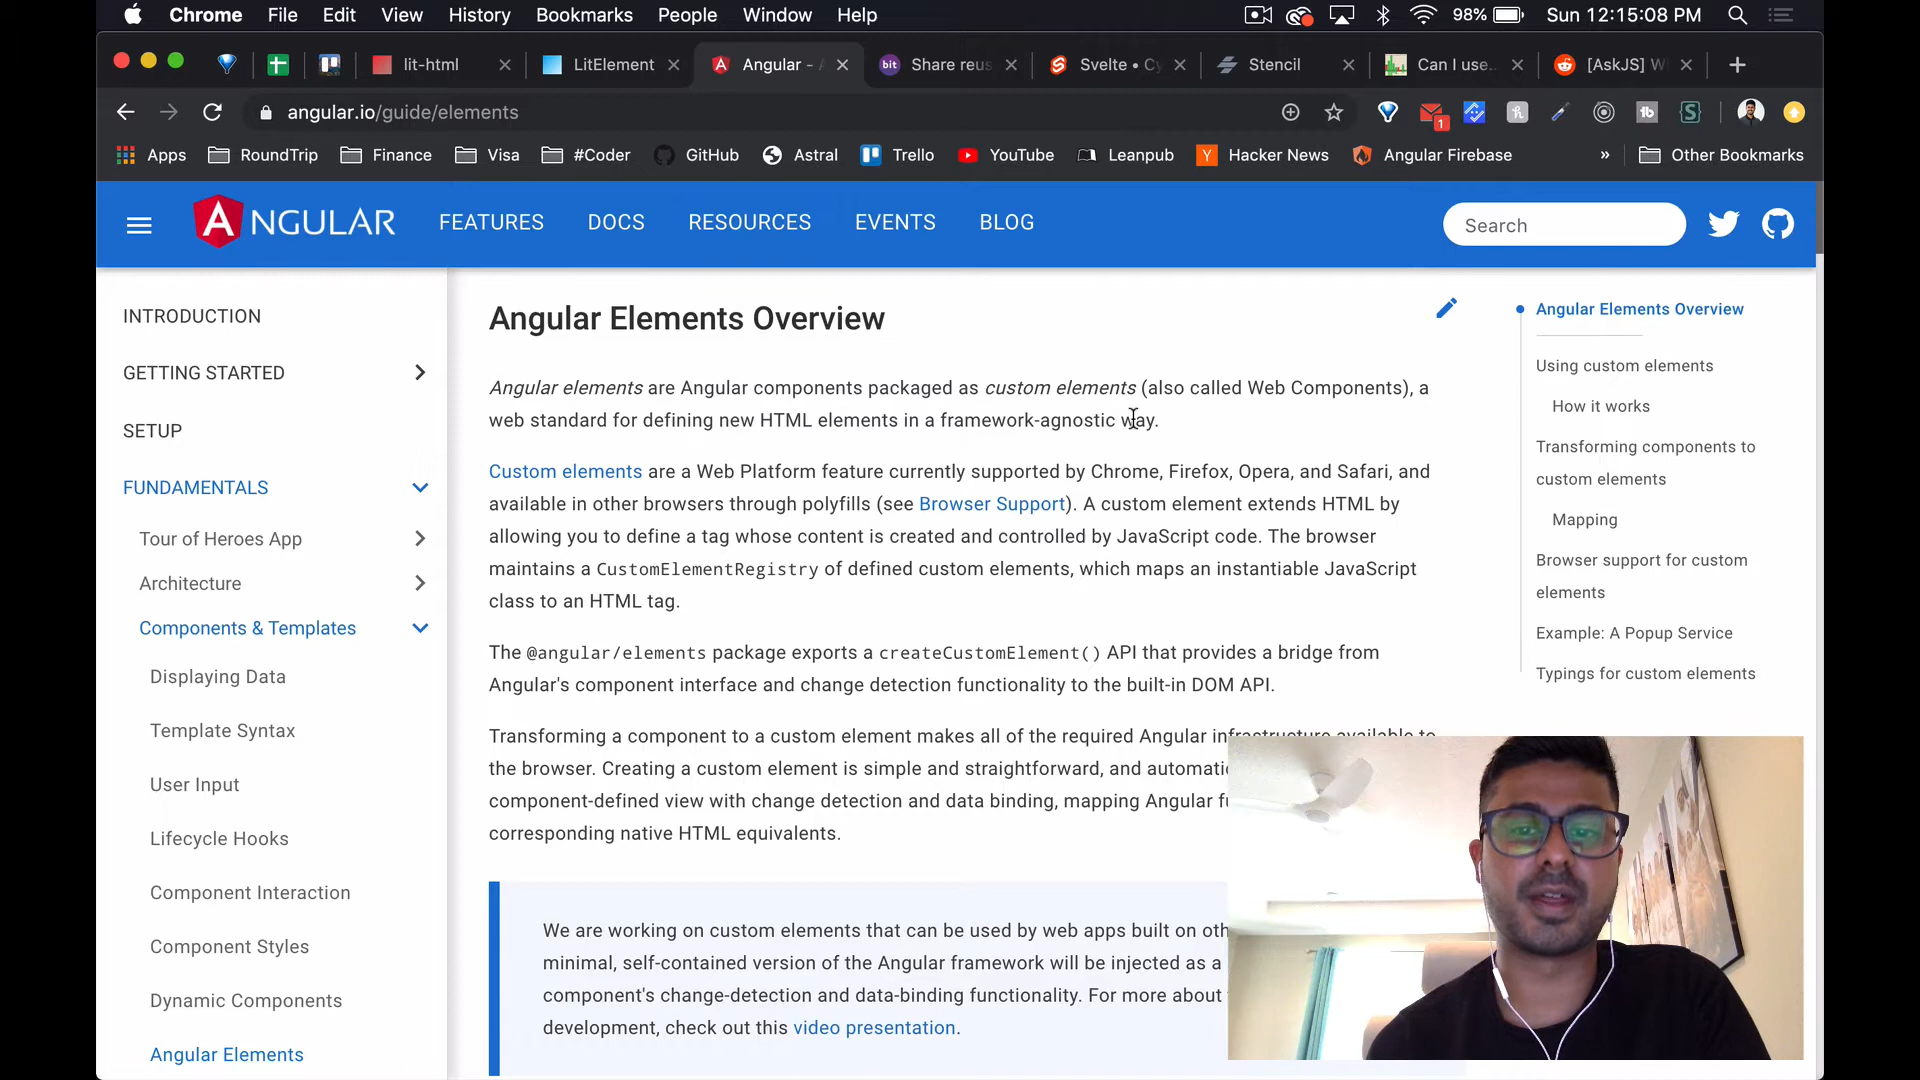 Chrome File Edit View History Bookmarks People Window Help 98% Sun 12:15:08 PM
lit-html LitElement Angular - bit Share reus Svelte • Cy Stencil Can I use... [AskJS] W
angular.io/guide/elements 1
Apps RoundTrip Finance Visa #Coder GitHub Astral Trello YouTube Leanpub Hacker News Angular Firebase » Other Bookmarks
ANGULAR FEATURES DOCS RESOURCES EVENTS BLOG Search
INTRODUCTION
GETTING STARTED
SETUP
FUNDAMENTALS
Tour of Heroes App
Architecture
Components & Templates
Displaying Data
Template Syntax
User Input
Lifecycle Hooks
Component Interaction
Component Styles
Dynamic Components
Angular Elements
Angular Elements Overview
Angular elements are Angular components packaged as custom elements (also called Web Components), a
web standard for defining new HTML elements in a framework-agnostic way.
Custom elements are a Web Platform feature currently supported by Chrome, Firefox, Opera, and Safari, and
available in other browsers through polyfills (see Browser Support). A custom element extends HTML by
allowing you to define a tag whose content is created and controlled by JavaScript code. The browser
maintains a CustomElementRegistry of defined custom elements, which maps an instantiable JavaScript
class to an HTML tag.
The @angular/elements package exports a createCustomElement() API that provides a bridge from
Angular's component interface and change detection functionality to the built-in DOM API.
Transforming a component to a custom element makes all of the required Angular infrastructure available to
the browser. Creating a custom element is simple and straightforward, and automatic
component-defined view with change detection and data binding, mapping Angular fu
corresponding native HTML equivalents.
We are working on custom elements that can be used by web apps built on oth
minimal, self-contained version of the Angular framework will be injected as a
component's change-detection and data-binding functionality. For more about
development, check out this video presentation.
Angular Elements Overview
Using custom elements
How it works
Transforming components to
custom elements
Mapping
Browser support for custom
elements
Example: A Popup Service
Typings for custom elements